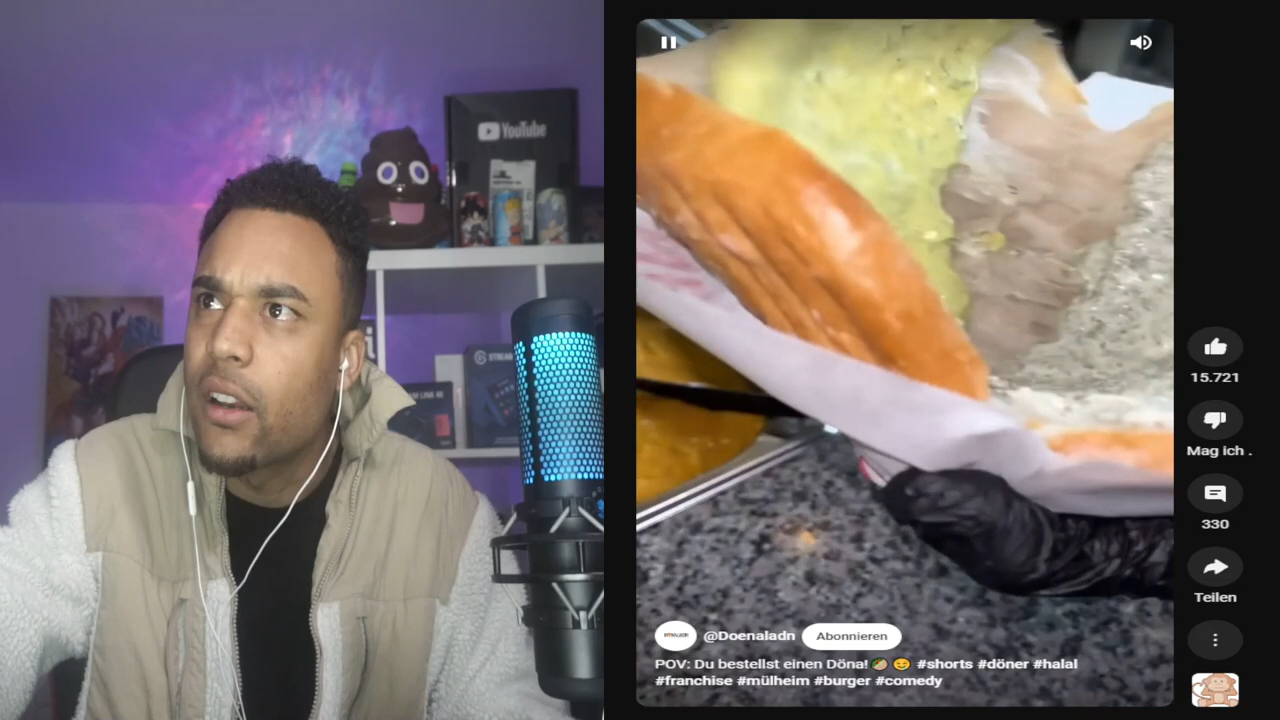 YouTube
15.721
Mag ich .
330
Teilen
@Doenaladn
Abonnieren
POV: Du bestellst einen Döna! #shorts #döner #halal
#franchise #mülheim #burger #comedy